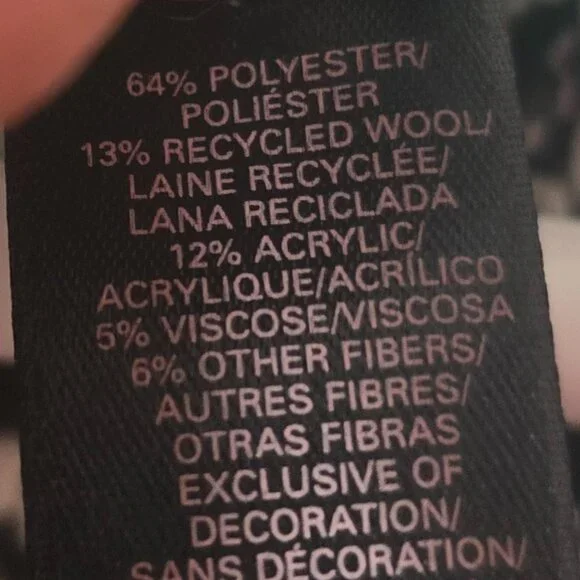 64% POLYESTER/
POLIÉSTER
13% RECYCLED WOOL/
LAINE RECYCLÉE/
LANA RECICLADA
12% ACRYLIC/
ACRYLIQUE/ACRÍLICO
5% VISCOSE/VISCOSA
6% OTHER FIBERS/
AUTRES FIBRES/
OTRAS FIBRAS
EXCLUSIVE OF
DECORATION/
SANS DÉCORATION/